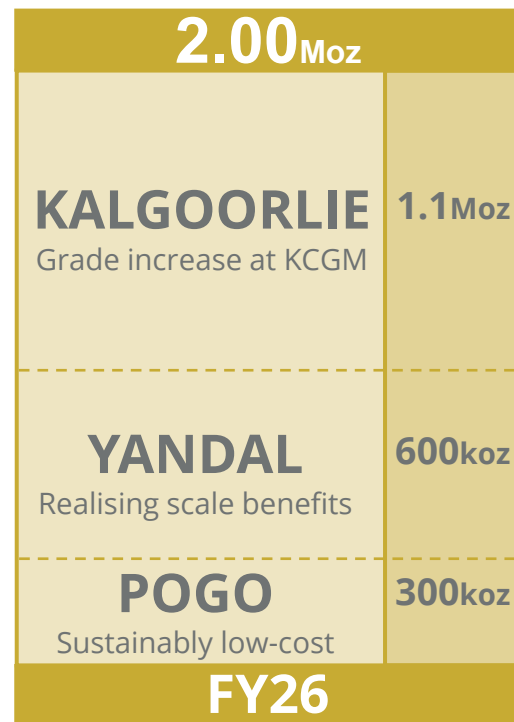 2.00Moz
KALGOORLIE 1.1Moz
Grade increase at KCGM
YANDAL 600koz
Realising scale benefits
POGO 300koz
Sustainably low-cost
FY26